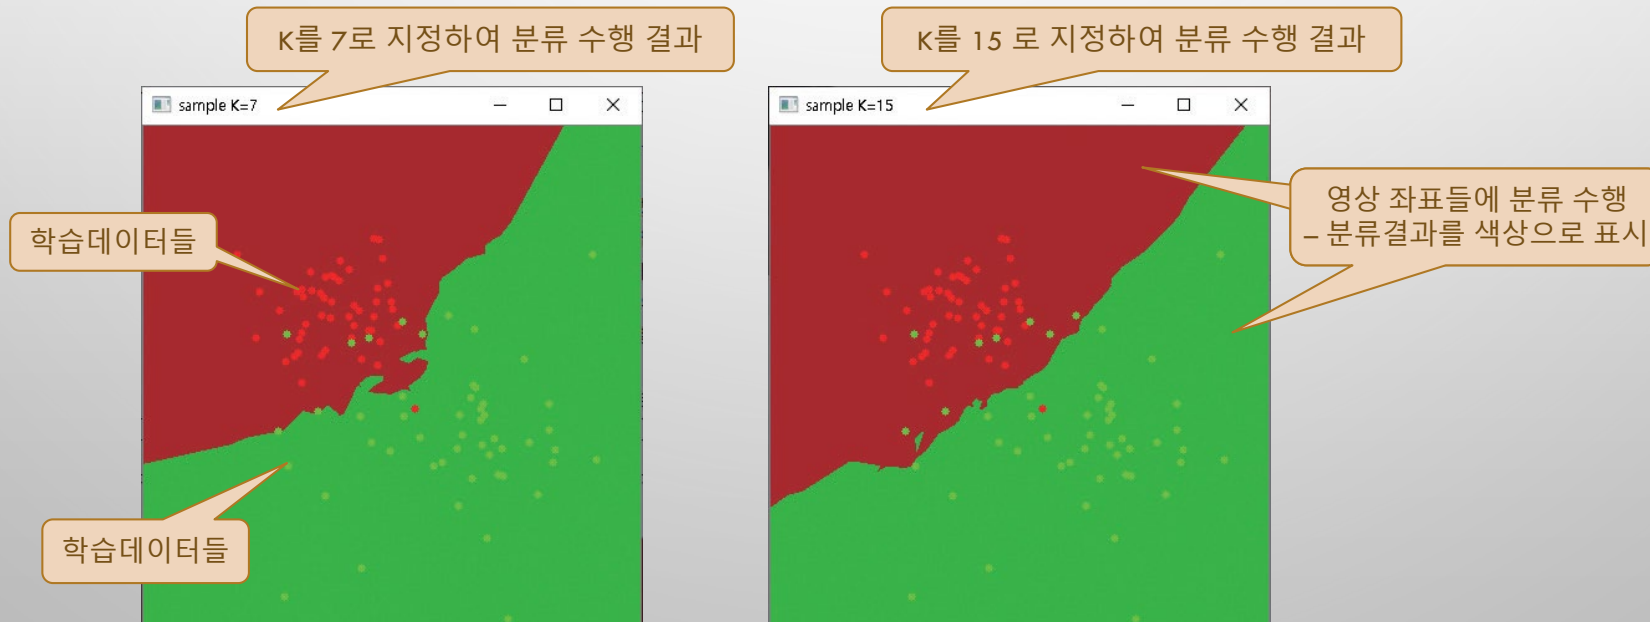 K를 7로 지정하여 분류 수행 결과
K를 15 로 지정하여 분류 수행 결과
sample K=7
sample K=15
영상 좌표들에 분류 수행
– 분류결과를 색상으로 표시
학습데이터들
학습데이터들